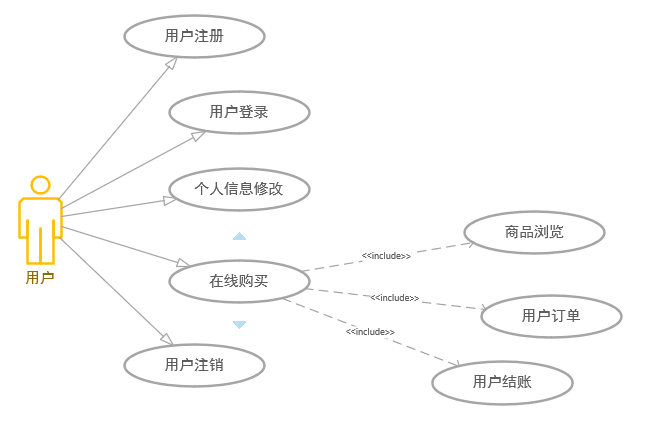 用户注册
用户登录
个人信息修改
用户
在线购买
用户注销
<<include>>
<<include>>
<<include>>
商品浏览
用户订单
用户结账